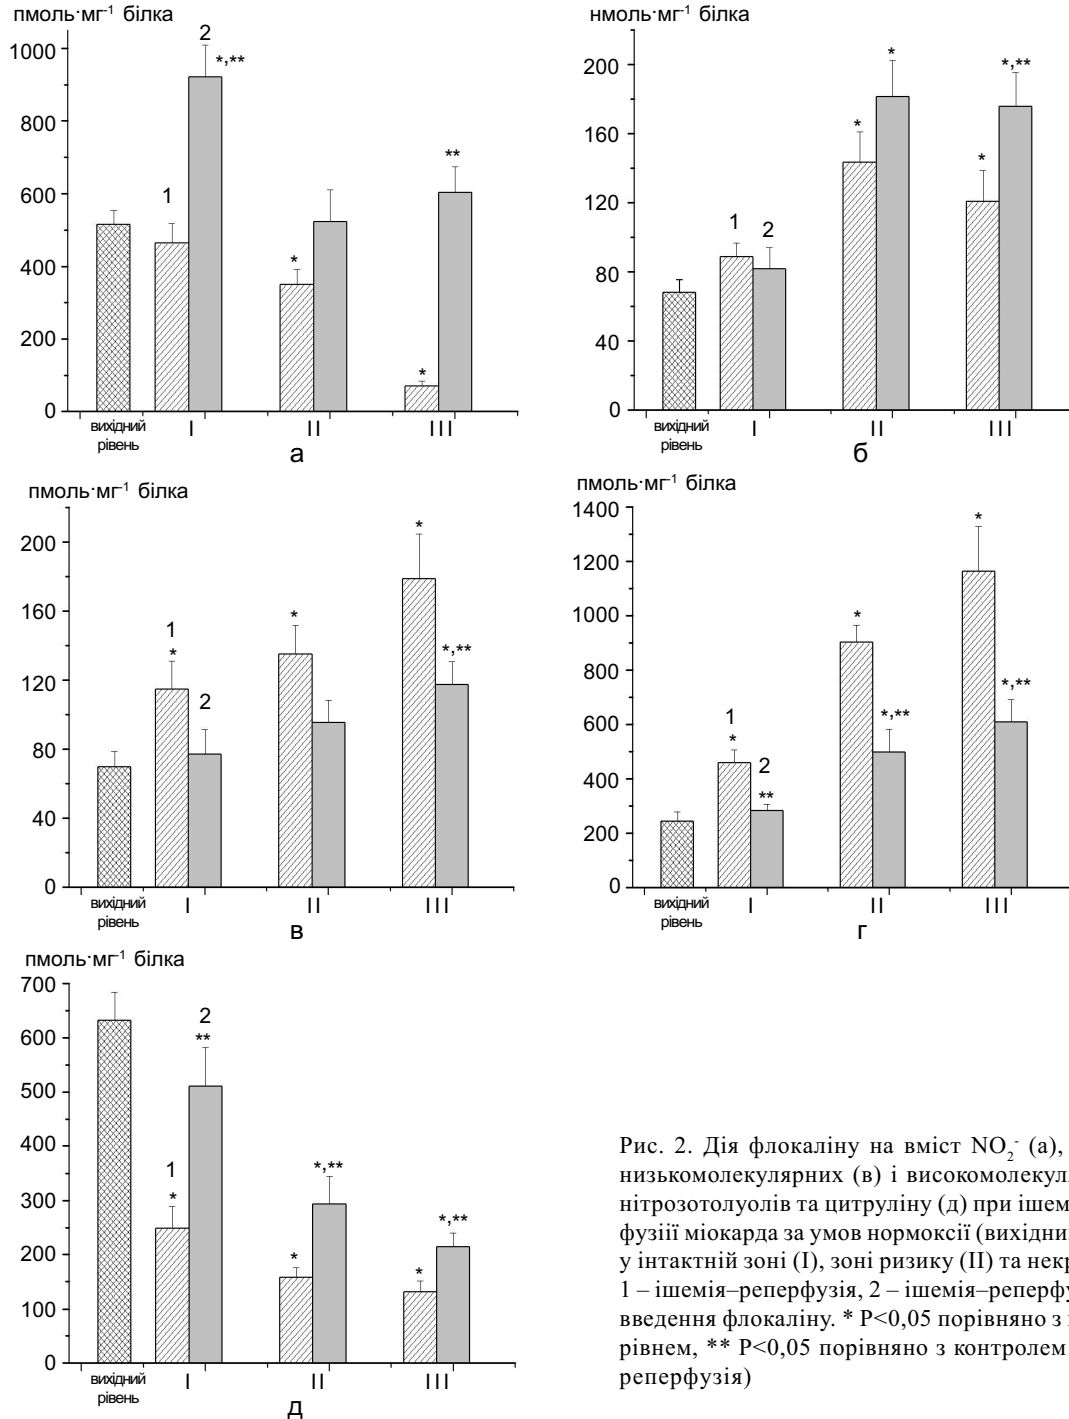 пмоль·мг⁻¹ білка
1000
800
600
400
200
0
1
2
*,**
*
*
**
вихідний
рівень
I
II
III
а
нмоль·мг⁻¹ білка
200
160
120
80
40
0
1
2
*
*
*
*,**
вихідний
рівень
I
II
III
б
пмоль·мг⁻¹ білка
200
160
120
80
40
0
1
*
2
*
*
*,**
вихідний
рівень
I
II
III
в
пмоль·мг⁻¹ білка
1400
1200
1000
800
600
400
200
0
1
*
2
**
*
*,**
*
*,**
вихідний
рівень
I
II
III
г
пмоль·мг⁻¹ білка
700
600
500
400
300
200
100
0
1
*
2
**
*
*,**
*
*,**
вихідний
рівень
I
II
III
д
Рис. 2. Дія флокаліну на вміст NO₂⁻ (а),
низькомолекулярних (в) і високомолекул
нітрозотолуолів та цитруліну (д) при ішем
фузіїі міокарда за умов нормоксії (вихідни
у інтактній зоні (I), зоні ризику (II) та некр
1 – ішемія–реперфузія, 2 – ішемія–реперфу
введення флокаліну. * P<0,05 порівняно з
рівнем, ** P<0,05 порівняно з контролем
реперфузія)